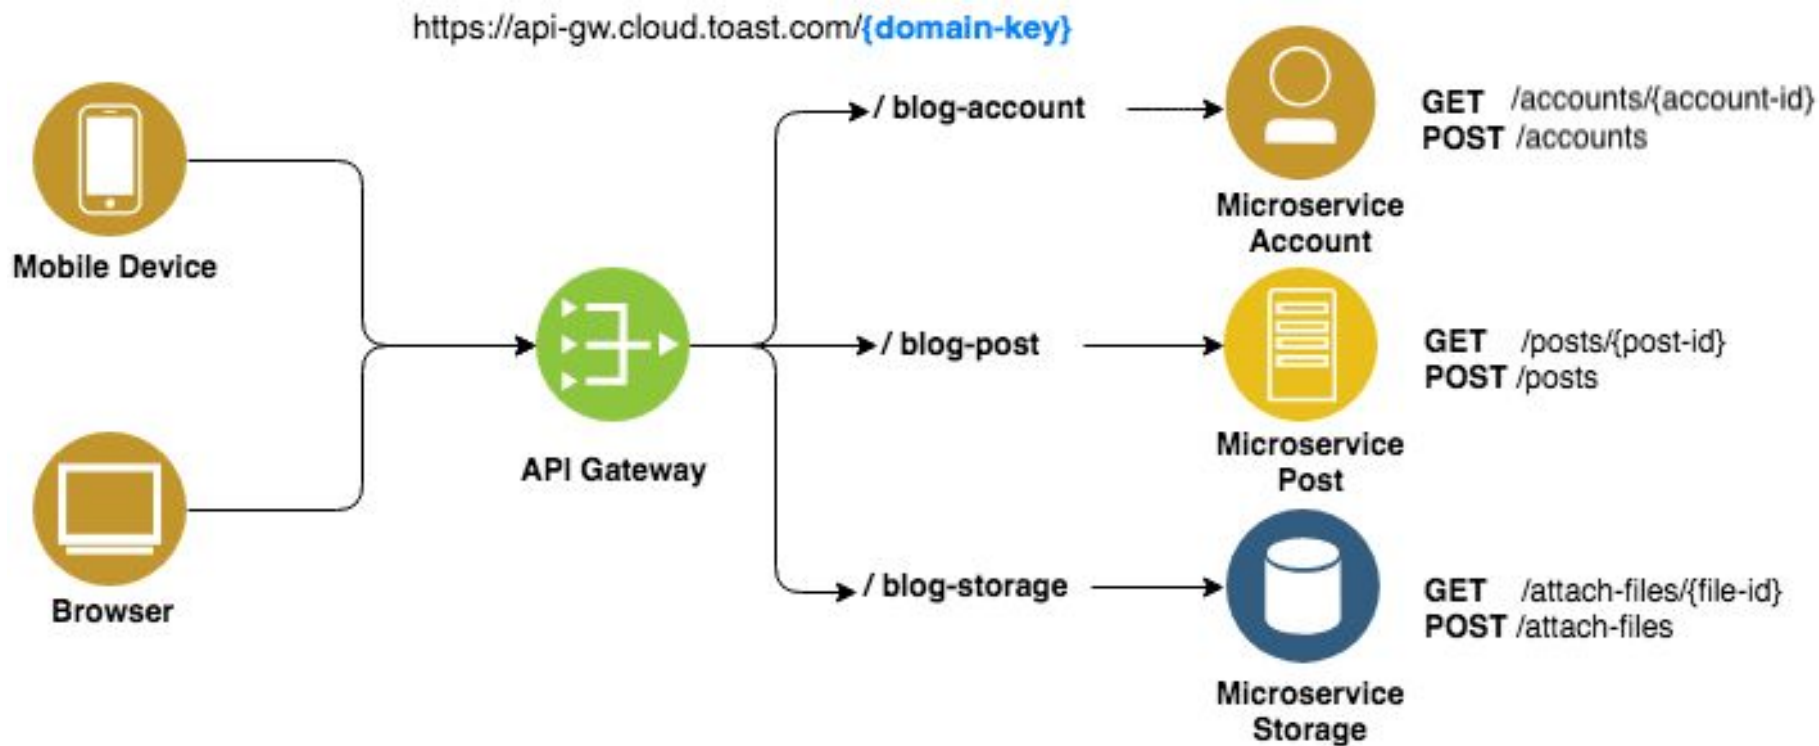 https://api-gw.cloud.toast.com/{domain-key}
Mobile Device
Browser
API Gateway
/ blog-account
/ blog-post
/ blog-storage
Microservice
Account
GET /accounts/{account-id}
POST /accounts
Microservice
Post
GET /posts/{post-id}
POST /posts
Microservice
Storage
GET /attach-files/{file-id}
POST /attach-files